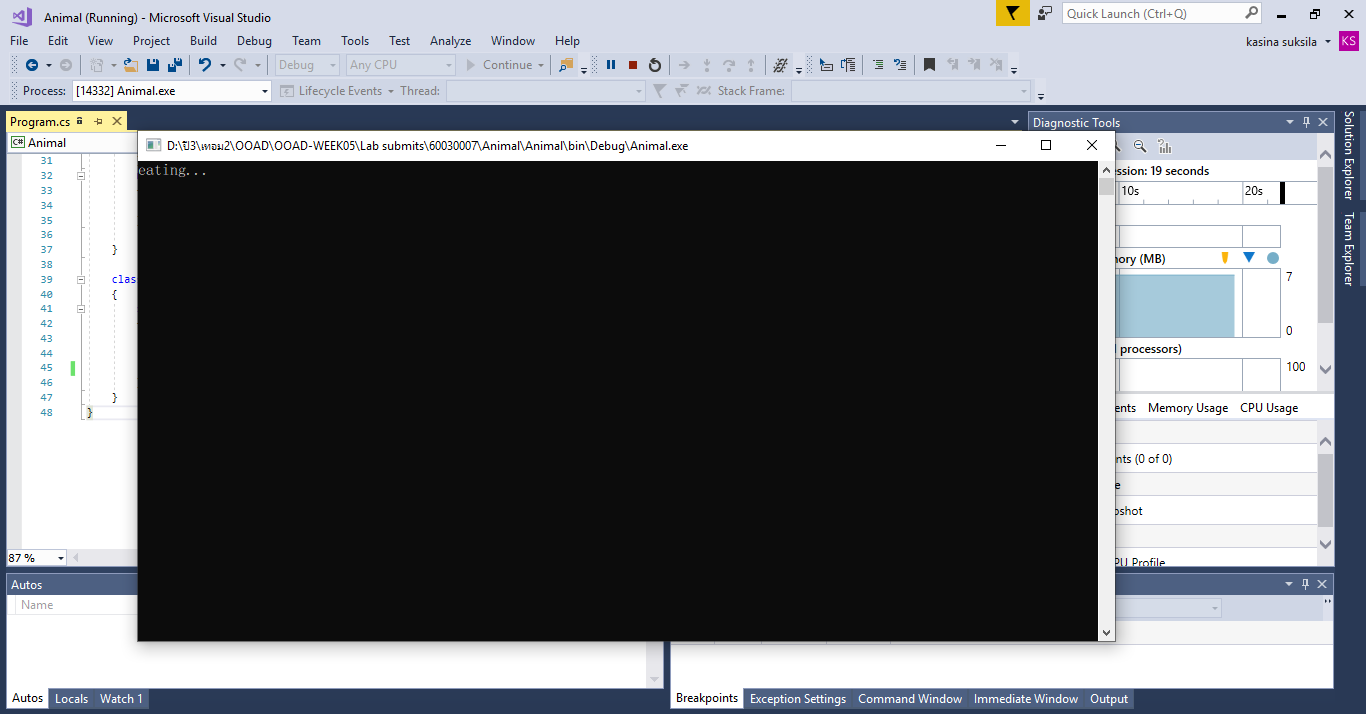 Animal (Running) - Microsoft Visual Studio
Quick Launch (Ctrl+Q)
File Edit View Project Build Debug Team Tools Test Analyze Window Help
kasina suksila KS
Debug Any CPU Continue
Process: [14332] Animal.exe Lifecycle Events Thread: Stack Frame:
Program.cs
C# Animal
D:\ปี3\เทอม2\OOAD\OOAD-WEEK05\Lab submits\60030007\Animal\Animal\bin\Debug\Animal.exe
eating...
31
32
33
34
35
36
37 }
38
39 clas
40 {
41
42
43
44
45
46
47 }
48 }
87 %
Diagnostic Tools
ssion: 19 seconds
10s 20s
(MB)
7
0
processors)
100
ents Memory Usage CPU Usage
nts (0 of 0)
e
pshot
PU Profile
Solution Explorer
Team Explorer
Autos
Name
Autos Locals Watch 1
Breakpoints Exception Settings Command Window Immediate Window Output